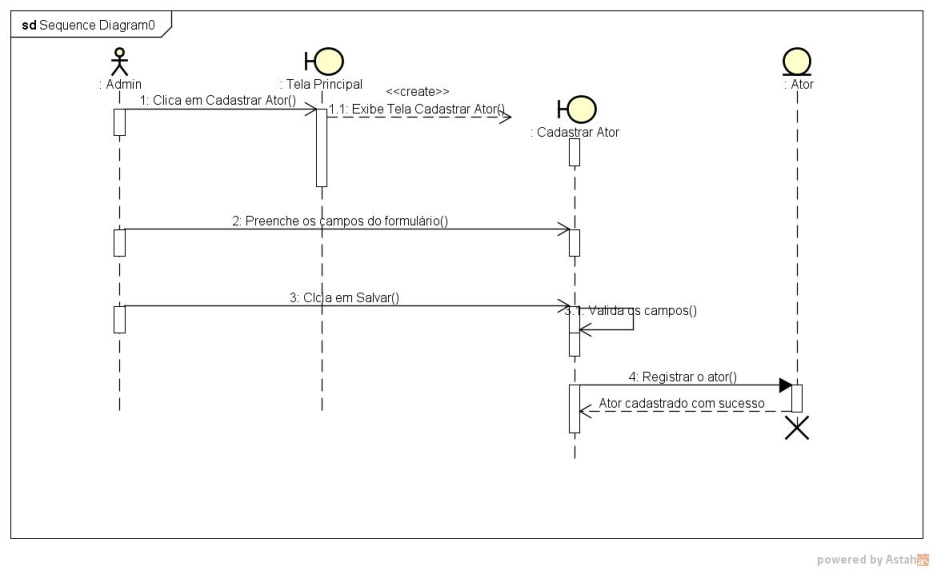 sd Sequence Diagram0
: Admin
: Tela Principal
: Ator
<<create>>
1: Clica em Cadastrar Ator()
1.1: Exibe Tela Cadastrar Ator()
: Cadastrar Ator
2: Preenche os campos do formulário()
3: Clcia em Salvar()
3.1: Valida os campos()
4: Registrar o ator()
Ator cadastrado com sucesso
powered by Astah